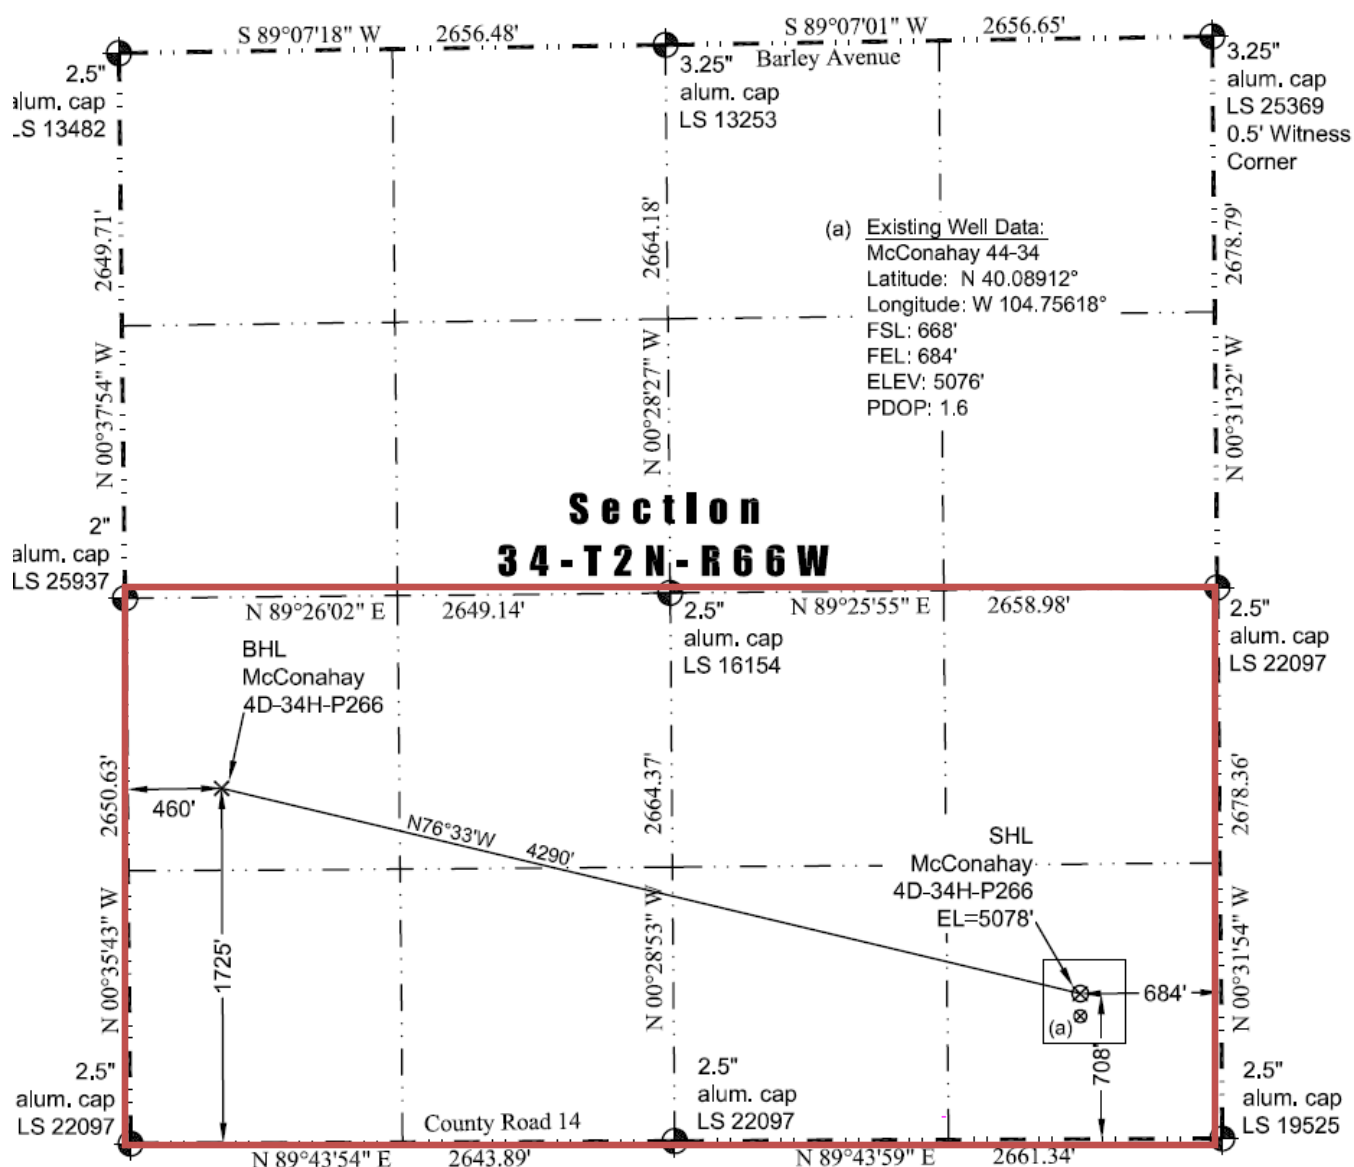 S 89°07'18" W 2656.48'
S 89°07'01" W 2656.65'
Barley Avenue
2.5"
alum. cap
LS 13482
3.25"
alum. cap
LS 13253
3.25"
alum. cap
LS 25369
0.5' Witness
Corner
N 00°37'54" W 2649.71'
N 00°28'27" W 2664.18'
N 00°31'32" W 2678.79'
(a) Existing Well Data:
McConahay 44-34
Latitude: N 40.08912°
Longitude: W 104.75618°
FSL: 668'
FEL: 684'
ELEV: 5076'
PDOP: 1.6
Section
34-T2N-R66W
2"
alum. cap
LS 25937
N 89°26'02" E 2649.14'
N 89°25'55" E 2658.98'
2.5"
alum. cap
LS 16154
2.5"
alum. cap
LS 22097
BHL
McConahay
4D-34H-P266
460'
1725'
N76°33'W 4290'
SHL
McConahay
4D-34H-P266
EL=5078'
684'
(a)
708'
N 00°35'43" W 2650.63'
N 00°28'53" W 2664.37'
N 00°31'54" W 2678.36'
2.5"
alum. cap
LS 22097
2.5"
alum. cap
LS 22097
2.5"
alum. cap
LS 19525
County Road 14
N 89°43'54" E 2643.89'
N 89°43'59" E 2661.34'